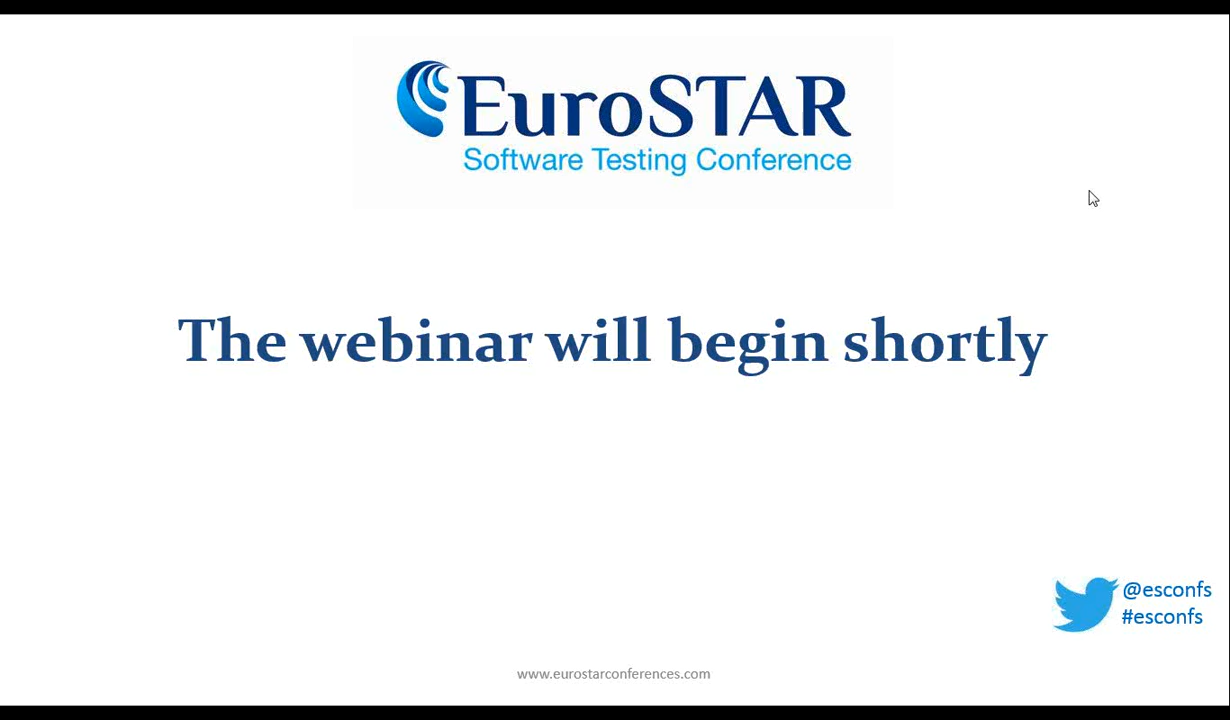 EuroSTAR
Software Testing Conference
The webinar will begin shortly
@esconfs
#esconfs
www.eurostarconferences.com